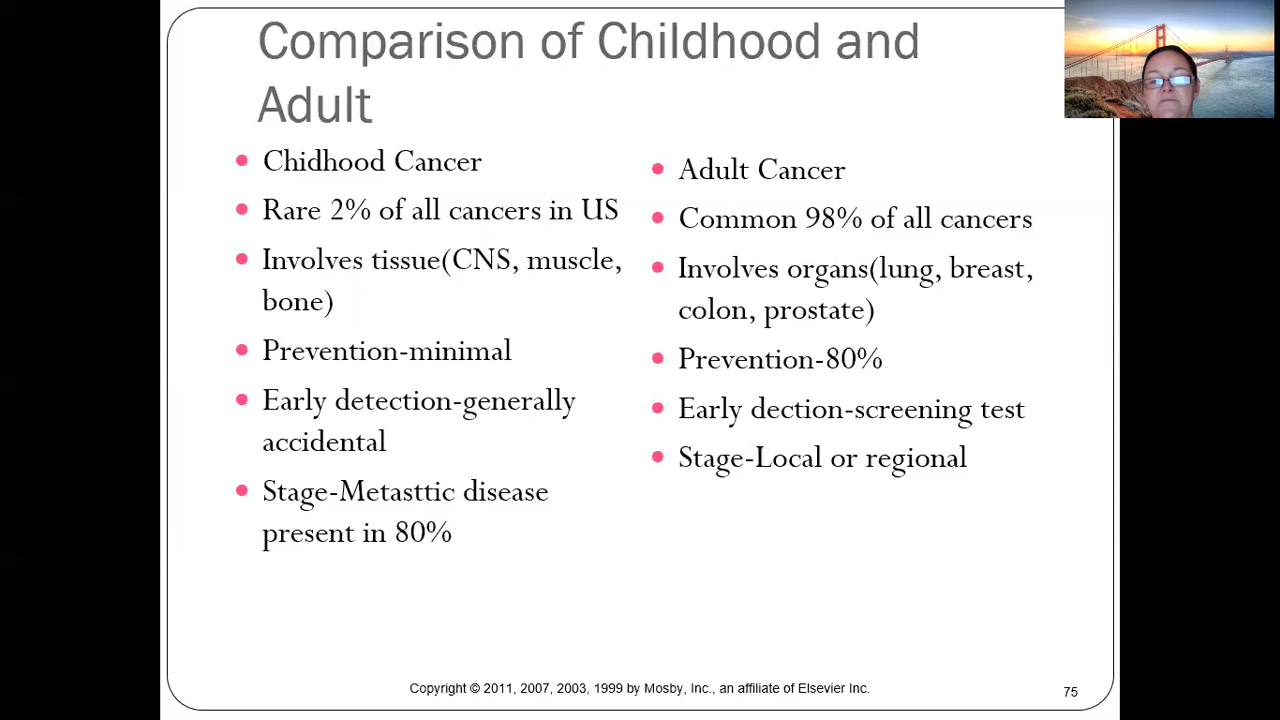 Comparison of Childhood and
Adult
Chidhood Cancer
Rare 2% of all cancers in US
Involves tissue(CNS, muscle,
bone)
Prevention-minimal
Early detection-generally
accidental
Stage-Metasttic disease
present in 80%
Adult Cancer
Common 98% of all cancers
Involves organs(lung, breast,
colon, prostate)
Prevention-80%
Early dection-screening test
Stage-Local or regional
Copyright © 2011, 2007, 2003, 1999 by Mosby, Inc., an affiliate of Elsevier Inc.
75